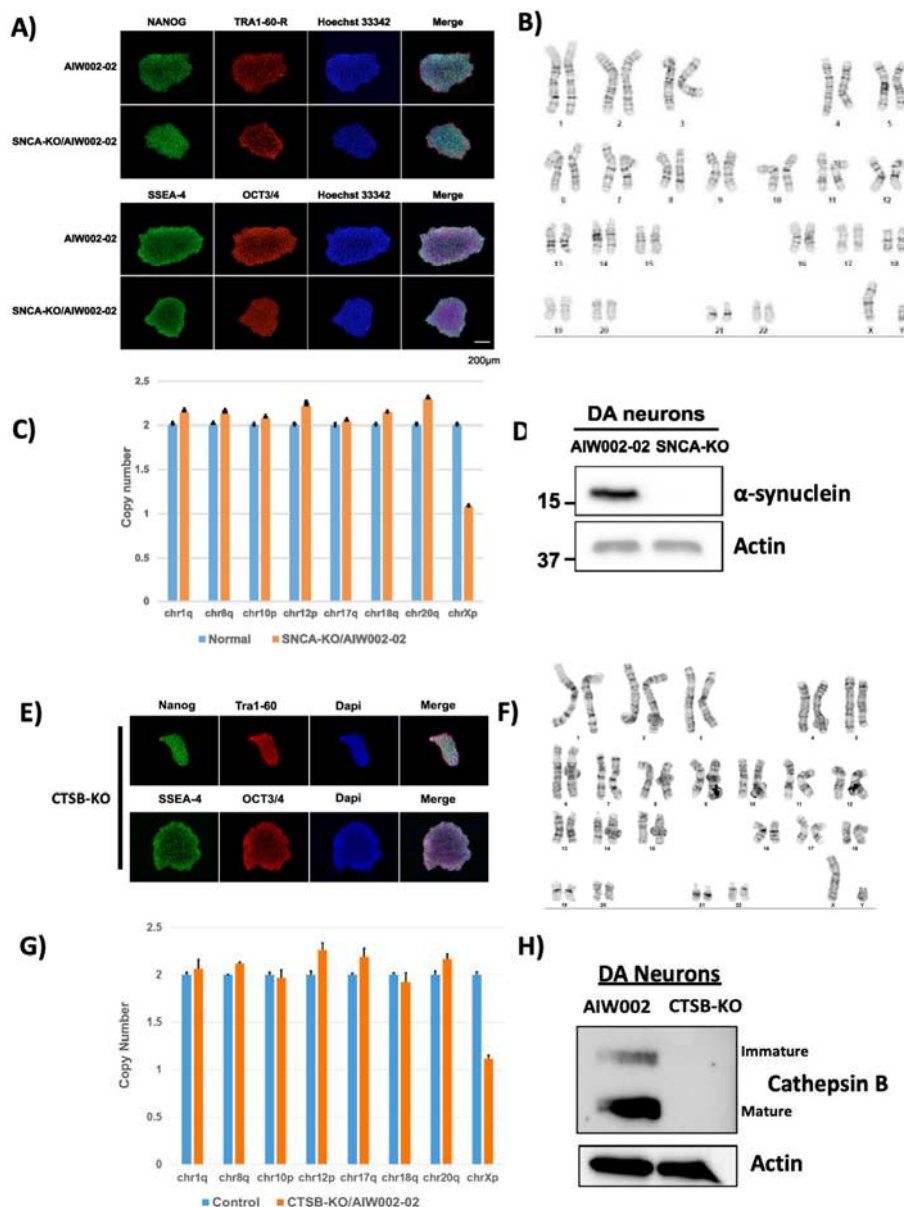 A)
NANOG TRA1-60-R Hoechst 33342 Merge
AIW002-02
SNCA-KO/AIW002-02
SSEA-4 OCT3/4 Hoechst 33342 Merge
AIW002-02
SNCA-KO/AIW002-02
200µm
B)
1 2 3 4 5
6 7 8 9 10 11 12
13 14 15 16 17 18
19 20 21 22 X Y
C)
Copy number
2.5
2
1.5
1
0.5
0
chr1q chr8q chr10p chr12p chr17q chr18q chr20q chrXp
Normal SNCA-KO/AIW002-02
D)
DA neurons
AIW002-02 SNCA-KO
15 α-synuclein
37 Actin
E)
Nanog Tra1-60 Dapi Merge
CTSB-KO
SSEA-4 OCT3/4 Dapi Merge
F)
1 2 3 4 5
6 7 8 9 10 11 12
13 14 15 16 17 18
19 20 21 22 X Y
G)
Copy Number
2.5
2
1.5
1
0.5
0
chr1q chr8q chr10p chr12p chr17q chr18q chr20q chrXp
Control CTSB-KO/AIW002-02
H)
DA Neurons
AIW002 CTSB-KO
Immature
Cathepsin B
Mature
Actin